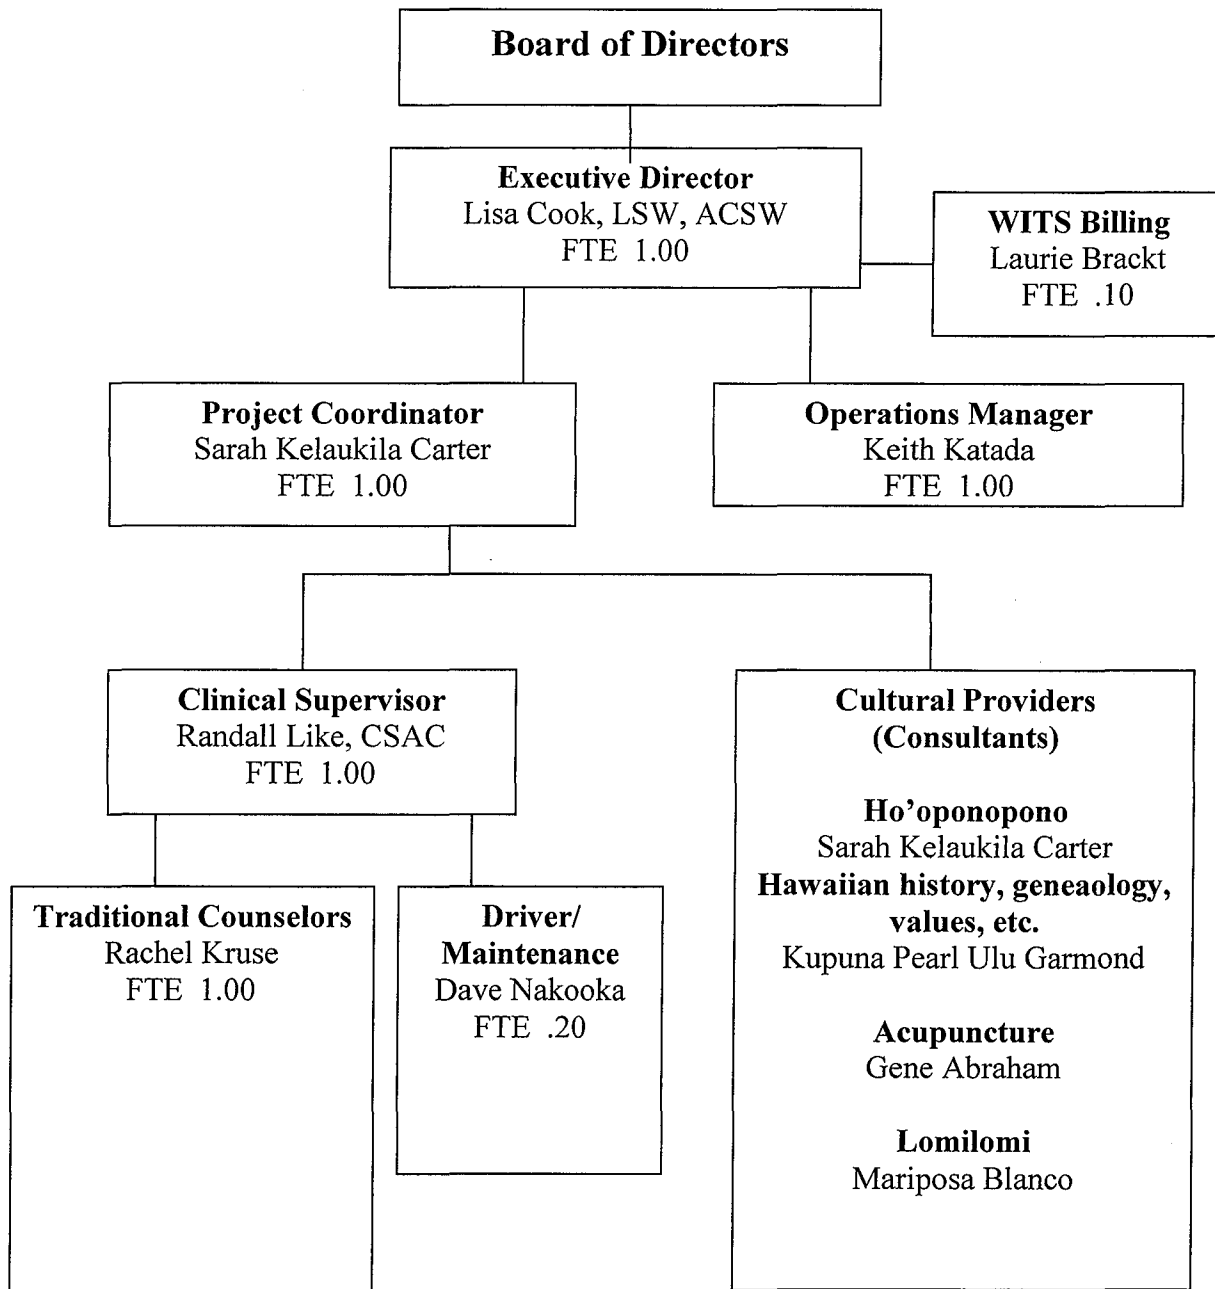 Board of Directors
Executive Director
Lisa Cook, LSW, ACSW
FTE 1.00
WITS Billing
Laurie Brackt
FTE .10
Project Coordinator
Sarah Kelaukila Carter
FTE 1.00
Operations Manager
Keith Katada
FTE 1.00
Clinical Supervisor
Randall Like, CSAC
FTE 1.00
Cultural Providers
(Consultants)
Ho’oponopono
Sarah Kelaukila Carter
Hawaiian history, geneaology,
values, etc.
Kupuna Pearl Ulu Garmond
Acupuncture
Gene Abraham
Lomilomi
Mariposa Blanco
Traditional Counselors
Rachel Kruse
FTE 1.00
Driver/
Maintenance
Dave Nakooka
FTE .20